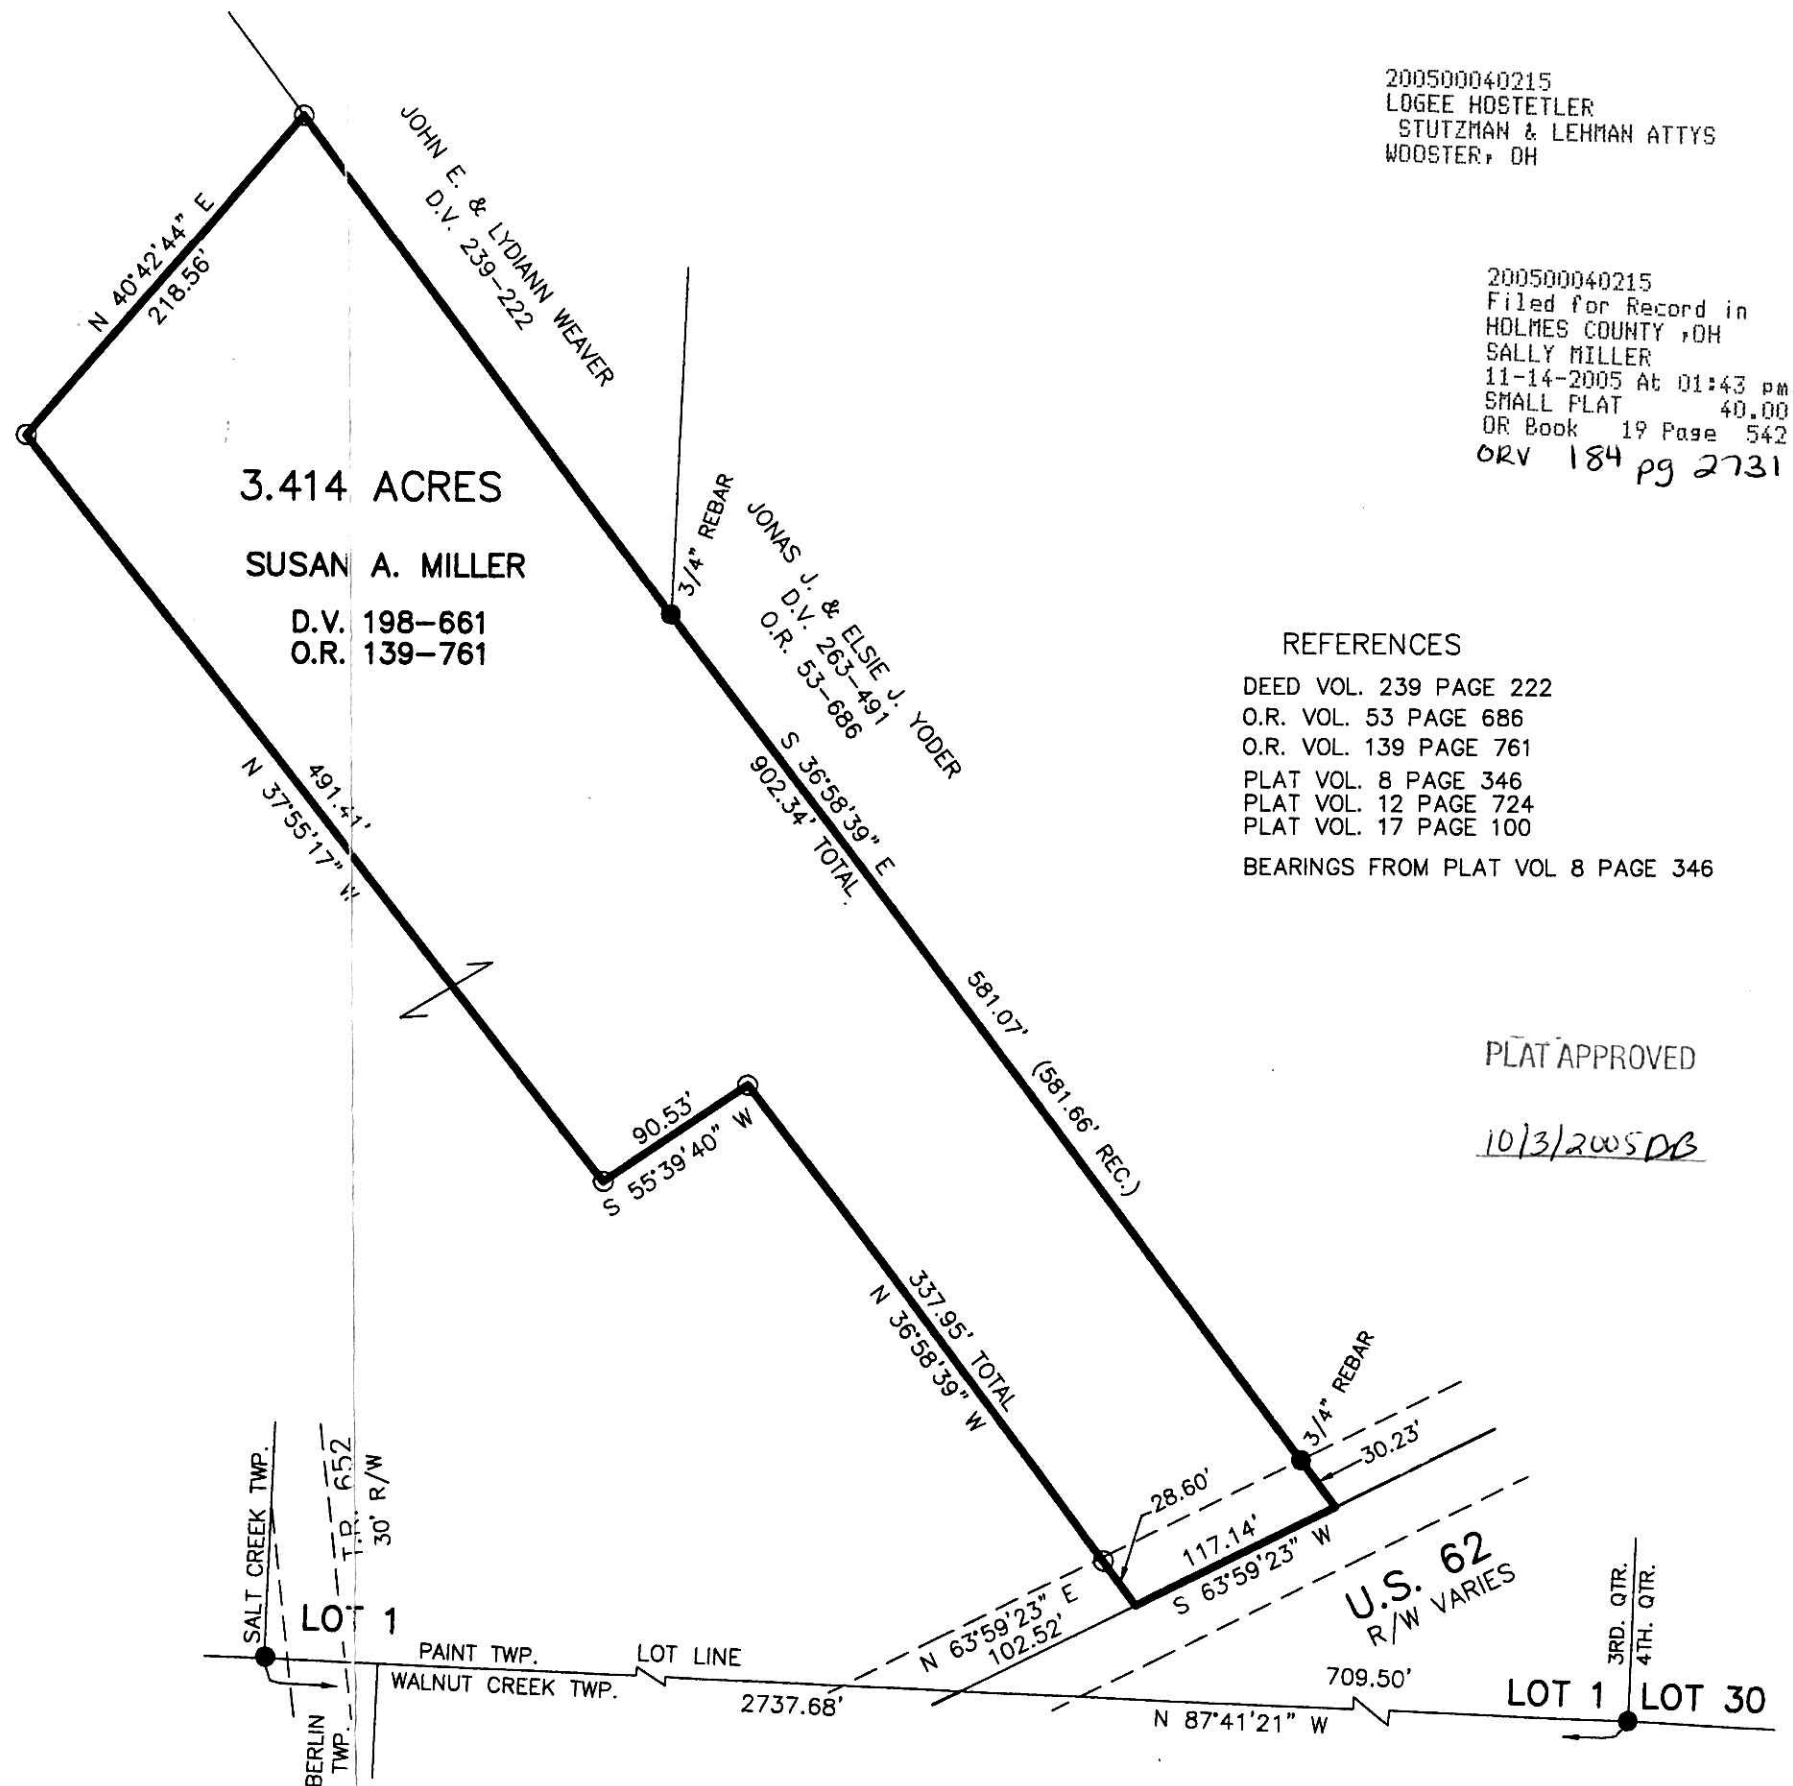 200500040215
LOGEE HOSTETLER
STUTZMAN & LEHMAN ATTYS
WOOSTER, OH
200500040215
Filed for Record in
HOLMES COUNTY ,OH
SALLY MILLER
11-14-2005 At 01:43 pm
SMALL PLAT 40.00
OR Book 19 Page 542
ORV 184 pg 2731
JOHN E. & LYDIANN WEAVER
D.V. 239-222
N 40°42'44" E
218.56'
3.414 ACRES
SUSAN A. MILLER
D.V. 198-661
O.R. 139-761
3/4" REBAR
JONAS J. & ELSIE J. YODER
D.V. 263-491
O.R. 53-686
S 36°58'39" E
902.34' TOTAL
REFERENCES
DEED VOL. 239 PAGE 222
O.R. VOL. 53 PAGE 686
O.R. VOL. 139 PAGE 761
PLAT VOL. 8 PAGE 346
PLAT VOL. 12 PAGE 724
PLAT VOL. 17 PAGE 100
BEARINGS FROM PLAT VOL 8 PAGE 346
491.41'
N 37°55'17" W
581.07' (581.66' REC.)
PLAT APPROVED
10/3/2005 DB
90.53'
S 55°39'40" W
337.95' TOTAL
N 36°58'39" W
3/4" REBAR
30.23'
28.60'
117.14'
S 63°59'23" W
N 63°59'23" E
102.52'
U.S. 62
R/W VARIES
SALT CREEK TWP.
T.R. 652
30' R/W
LOT 1
PAINT TWP.
LOT LINE
WALNUT CREEK TWP.
BERLIN
TWP.
2737.68'
709.50'
N 87°41'21" W
3RD. QTR.
4TH. QTR.
LOT 1
LOT 30